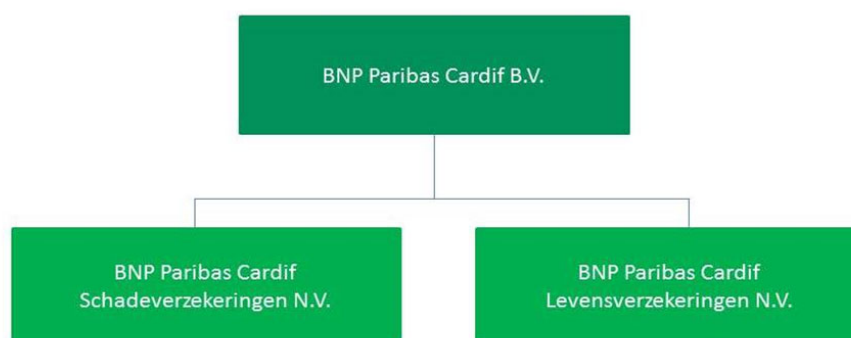 BNP Paribas Cardif B.V.
BNP Paribas Cardif
Schadeverzekeringen N.V.
BNP Paribas Cardif
Levensverzekeringen N.V.